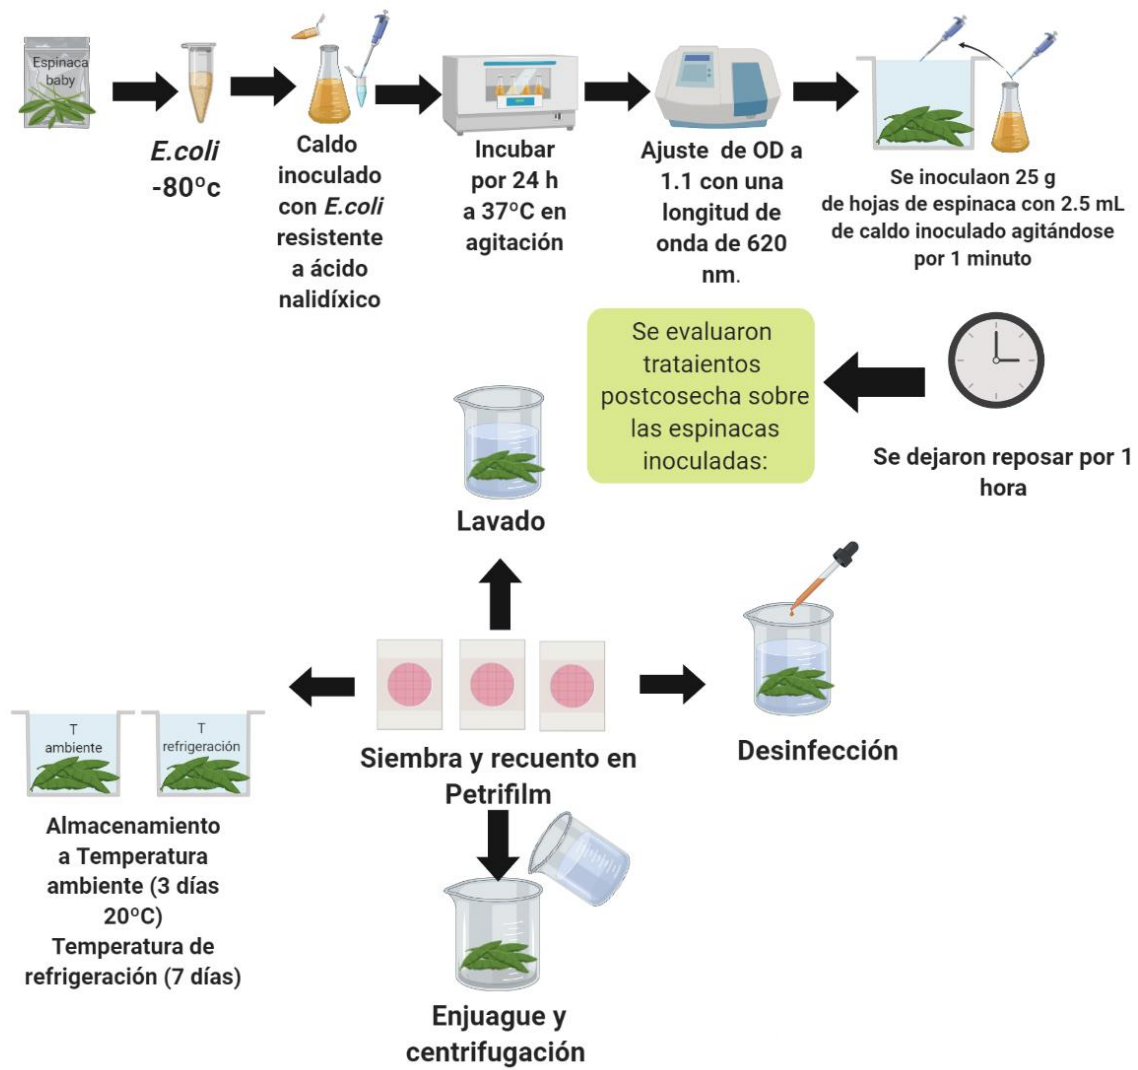 Espinaca
baby
E.coli
-80ºc
Caldo
inoculado
con E.coli
resistente
a ácido
nalidíxico
Incubar
por 24 h
a 37ºC en
agitación
Ajuste de OD a
1.1 con una
longitud de
onda de 620
nm.
Se inoculaon 25 g
de hojas de espinaca con 2.5 mL
de caldo inoculado agitándose
por 1 minuto
Se dejaron reposar por 1
hora
Se evaluaron
trataientos
postcosecha sobre
las espinacas
inoculadas:
Lavado
Siembra y recuento en
Petrifilm
Desinfección
T
ambiente
T
refrigeración
Almacenamiento
a Temperatura
ambiente (3 días
20ºC)
Temperatura de
refrigeración (7 días)
Enjuague y
centrifugación